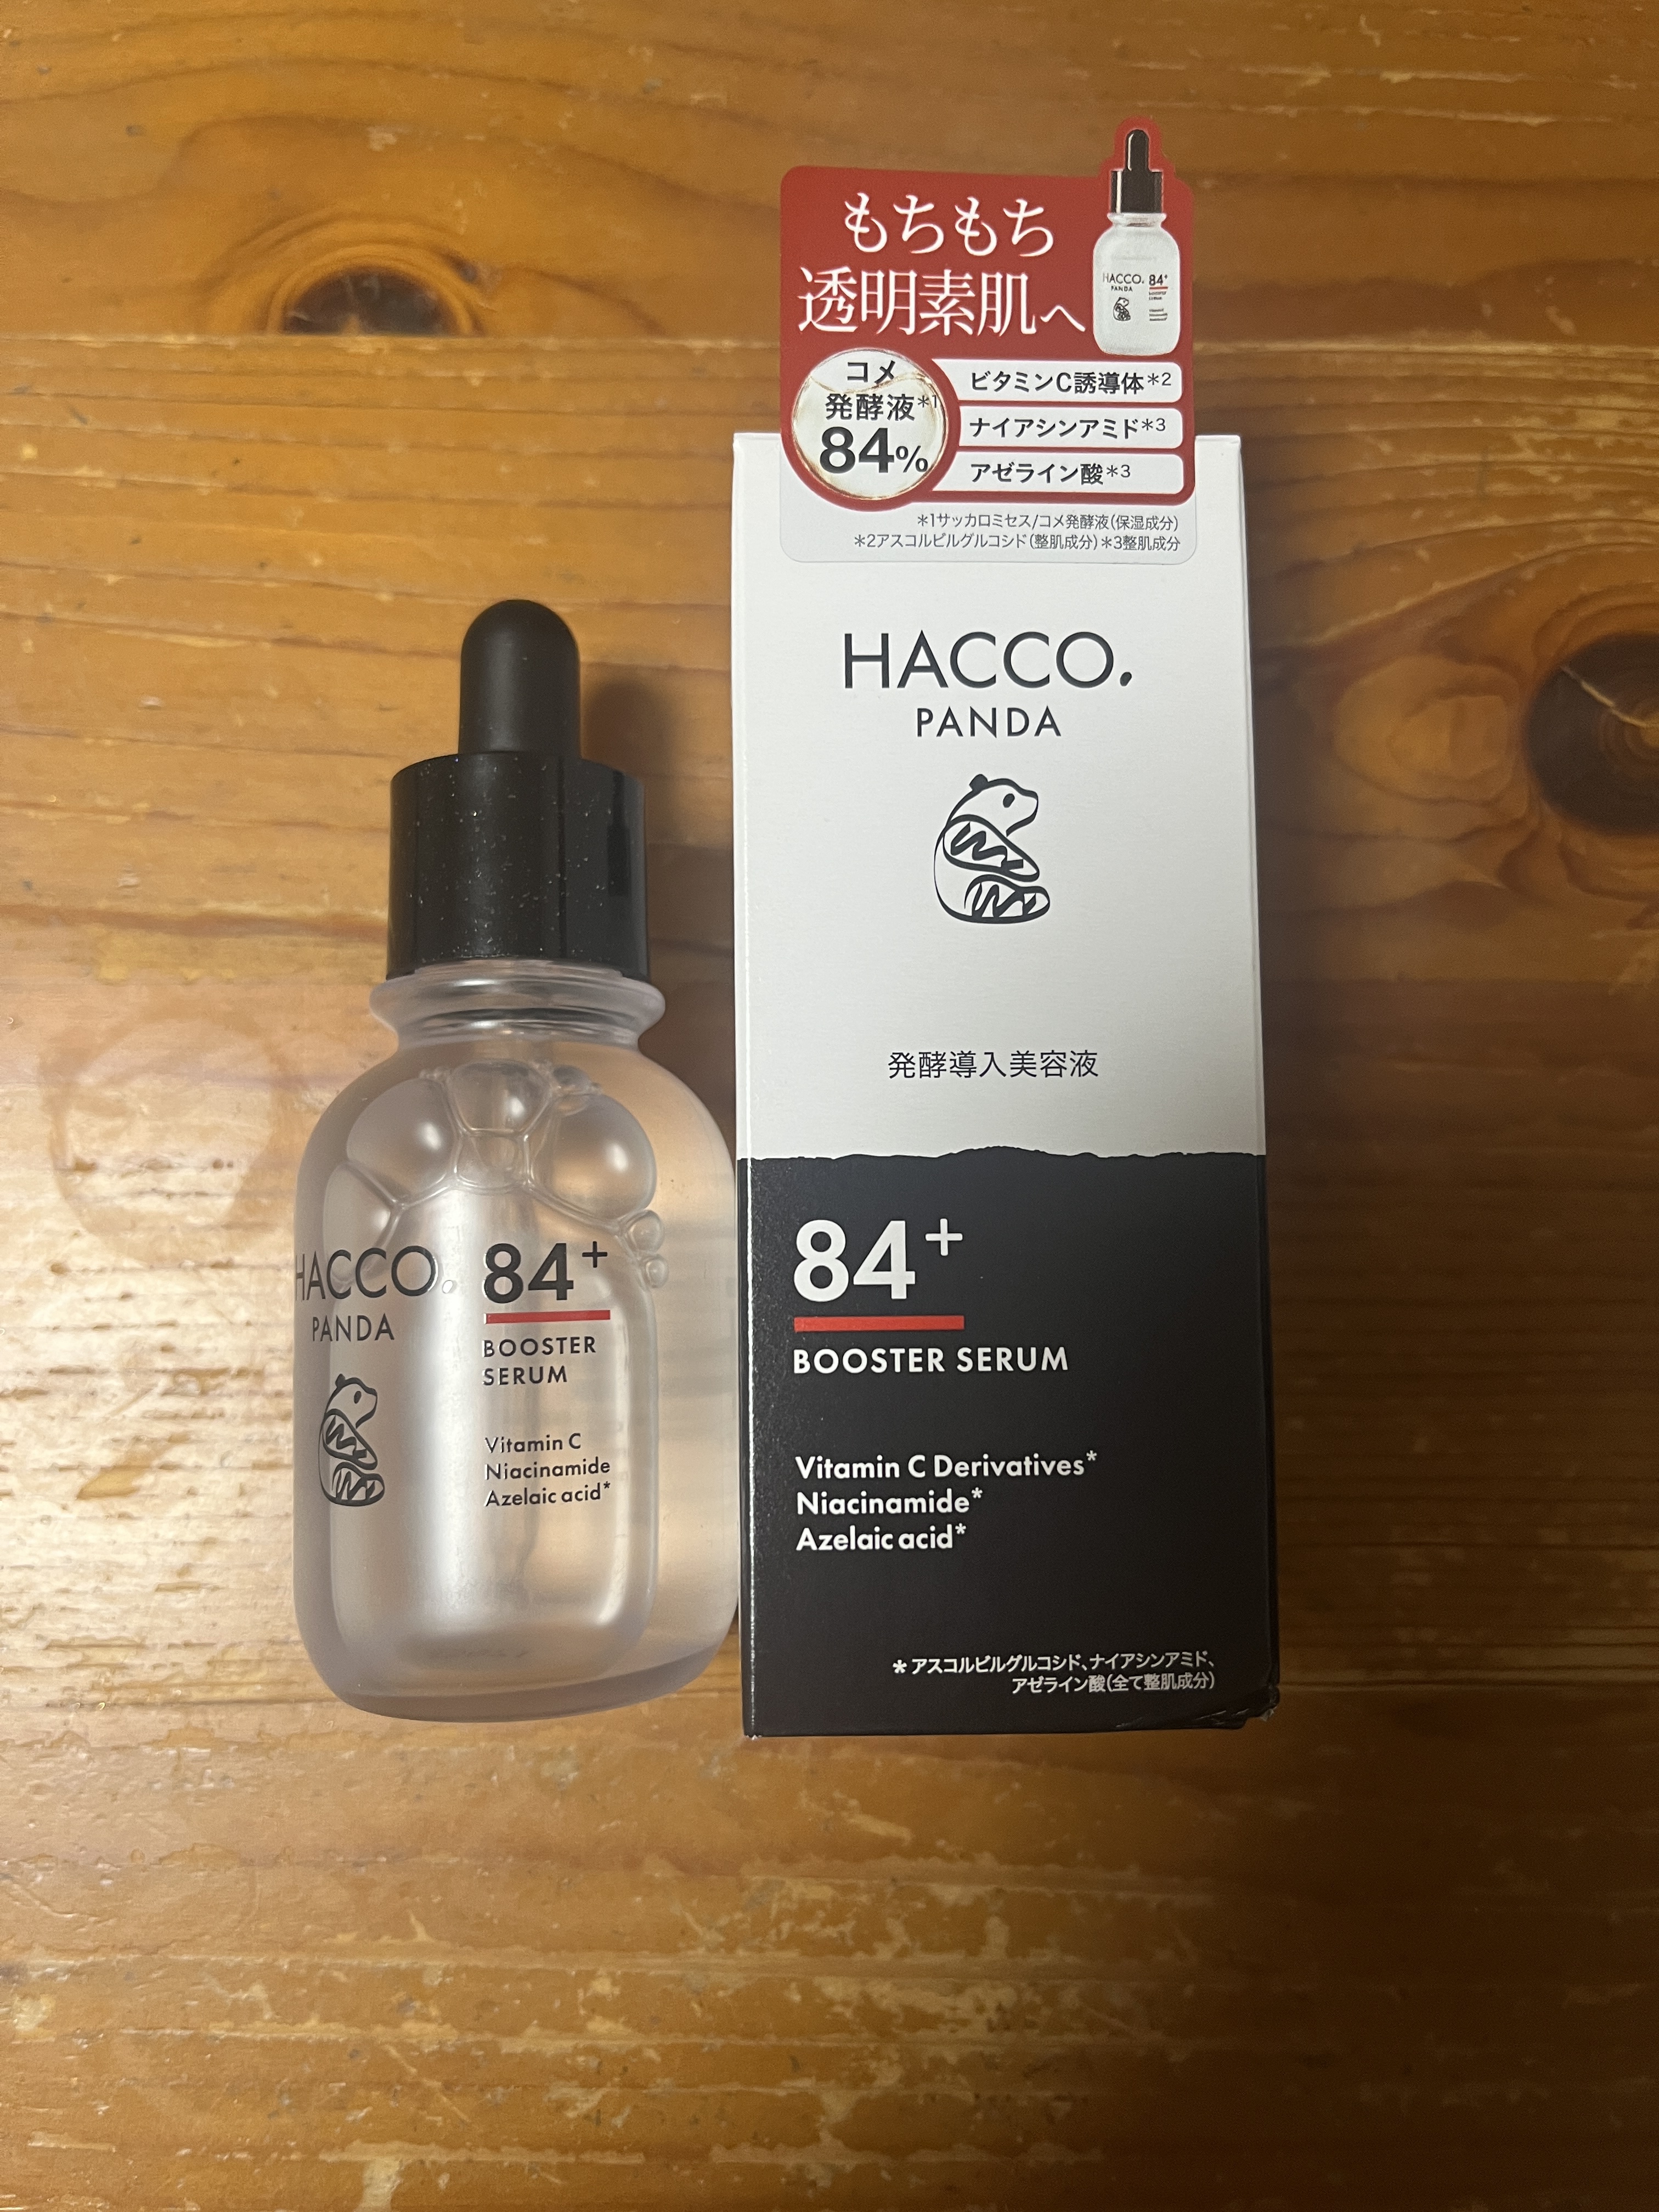 もちもち
透明素肌へ
HACCO. 84+
PANDA
コメ
発酵液*1
84%
ビタミンC誘導体*2
ナイアシンアミド*3
アゼライン酸*3
*1サッカロミセス/コメ発酵液(保湿成分)
*2アスコルビルグルコシド(整肌成分)*3整肌成分
HACCO.
PANDA
発酵導入美容液
84+
BOOSTER SERUM
Vitamin C Derivatives*
Niacinamide*
Azelaic acid*
*アスコルビルグルコシド、ナイアシンアミド、
アゼライン酸(全て整肌成分)
HACCO.
PANDA
84+
BOOSTER
SERUM
Vitamin C
Niacinamide
Azelaic acid*